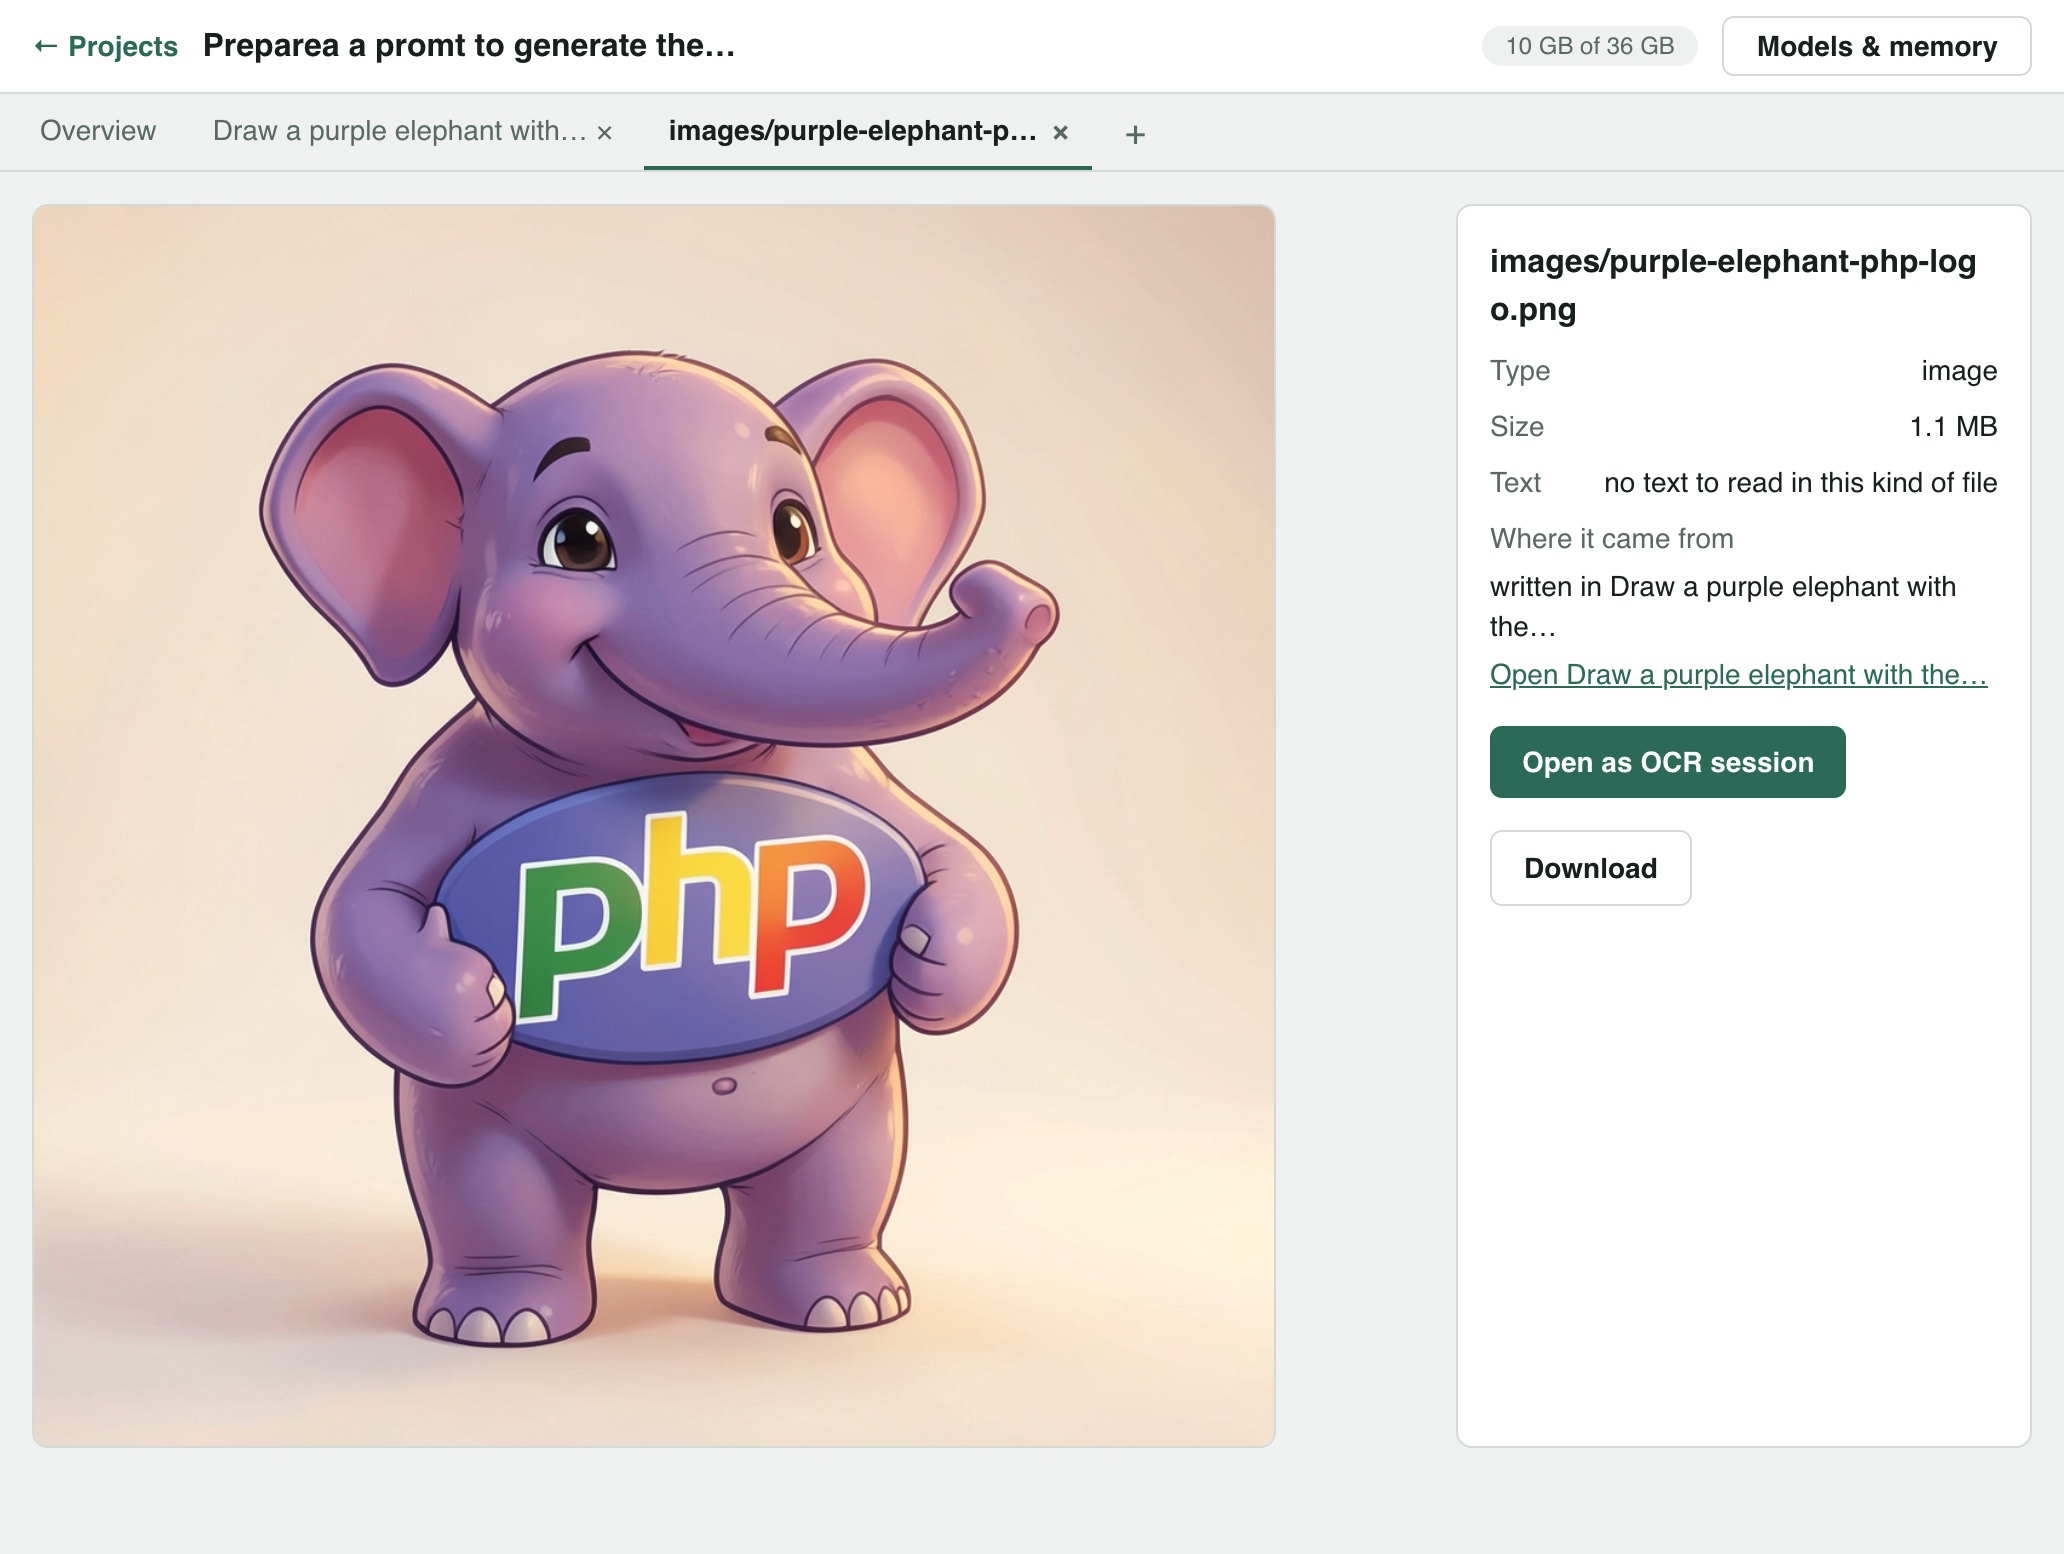 ← Projects Preparea a promt to generate the… 10 GB of 36 GB Models & memory
Overview Draw a purple elephant with… × images/purple-elephant-p… × +
php
images/purple-elephant-php-log
o.png
Type image
Size 1.1 MB
Text no text to read in this kind of file
Where it came from
written in Draw a purple elephant with
the…
Open Draw a purple elephant with the…
Open as OCR session
Download